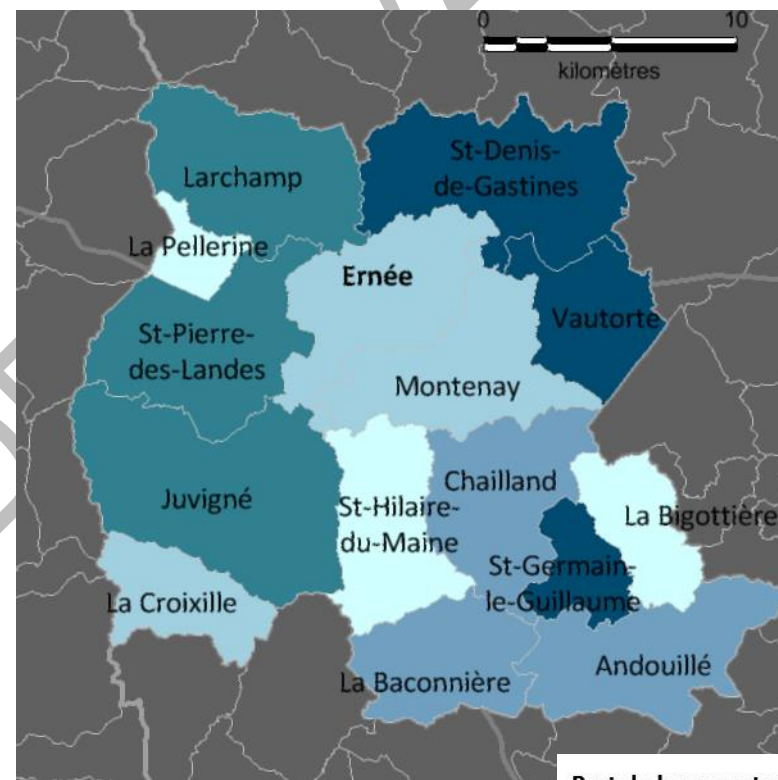 0 10
kilomètres
St-Denis-
de-Gastines
Larchamp
La Pellerine
Ernée
Vautorte
St-Pierre-
des-Landes
Montenay
Chailland
Juvigné
St-Hilaire-
du-Maine
La Bigottière
St-Germain-
le-Guillaume
La Croixille
La Baconnière
Andouillé